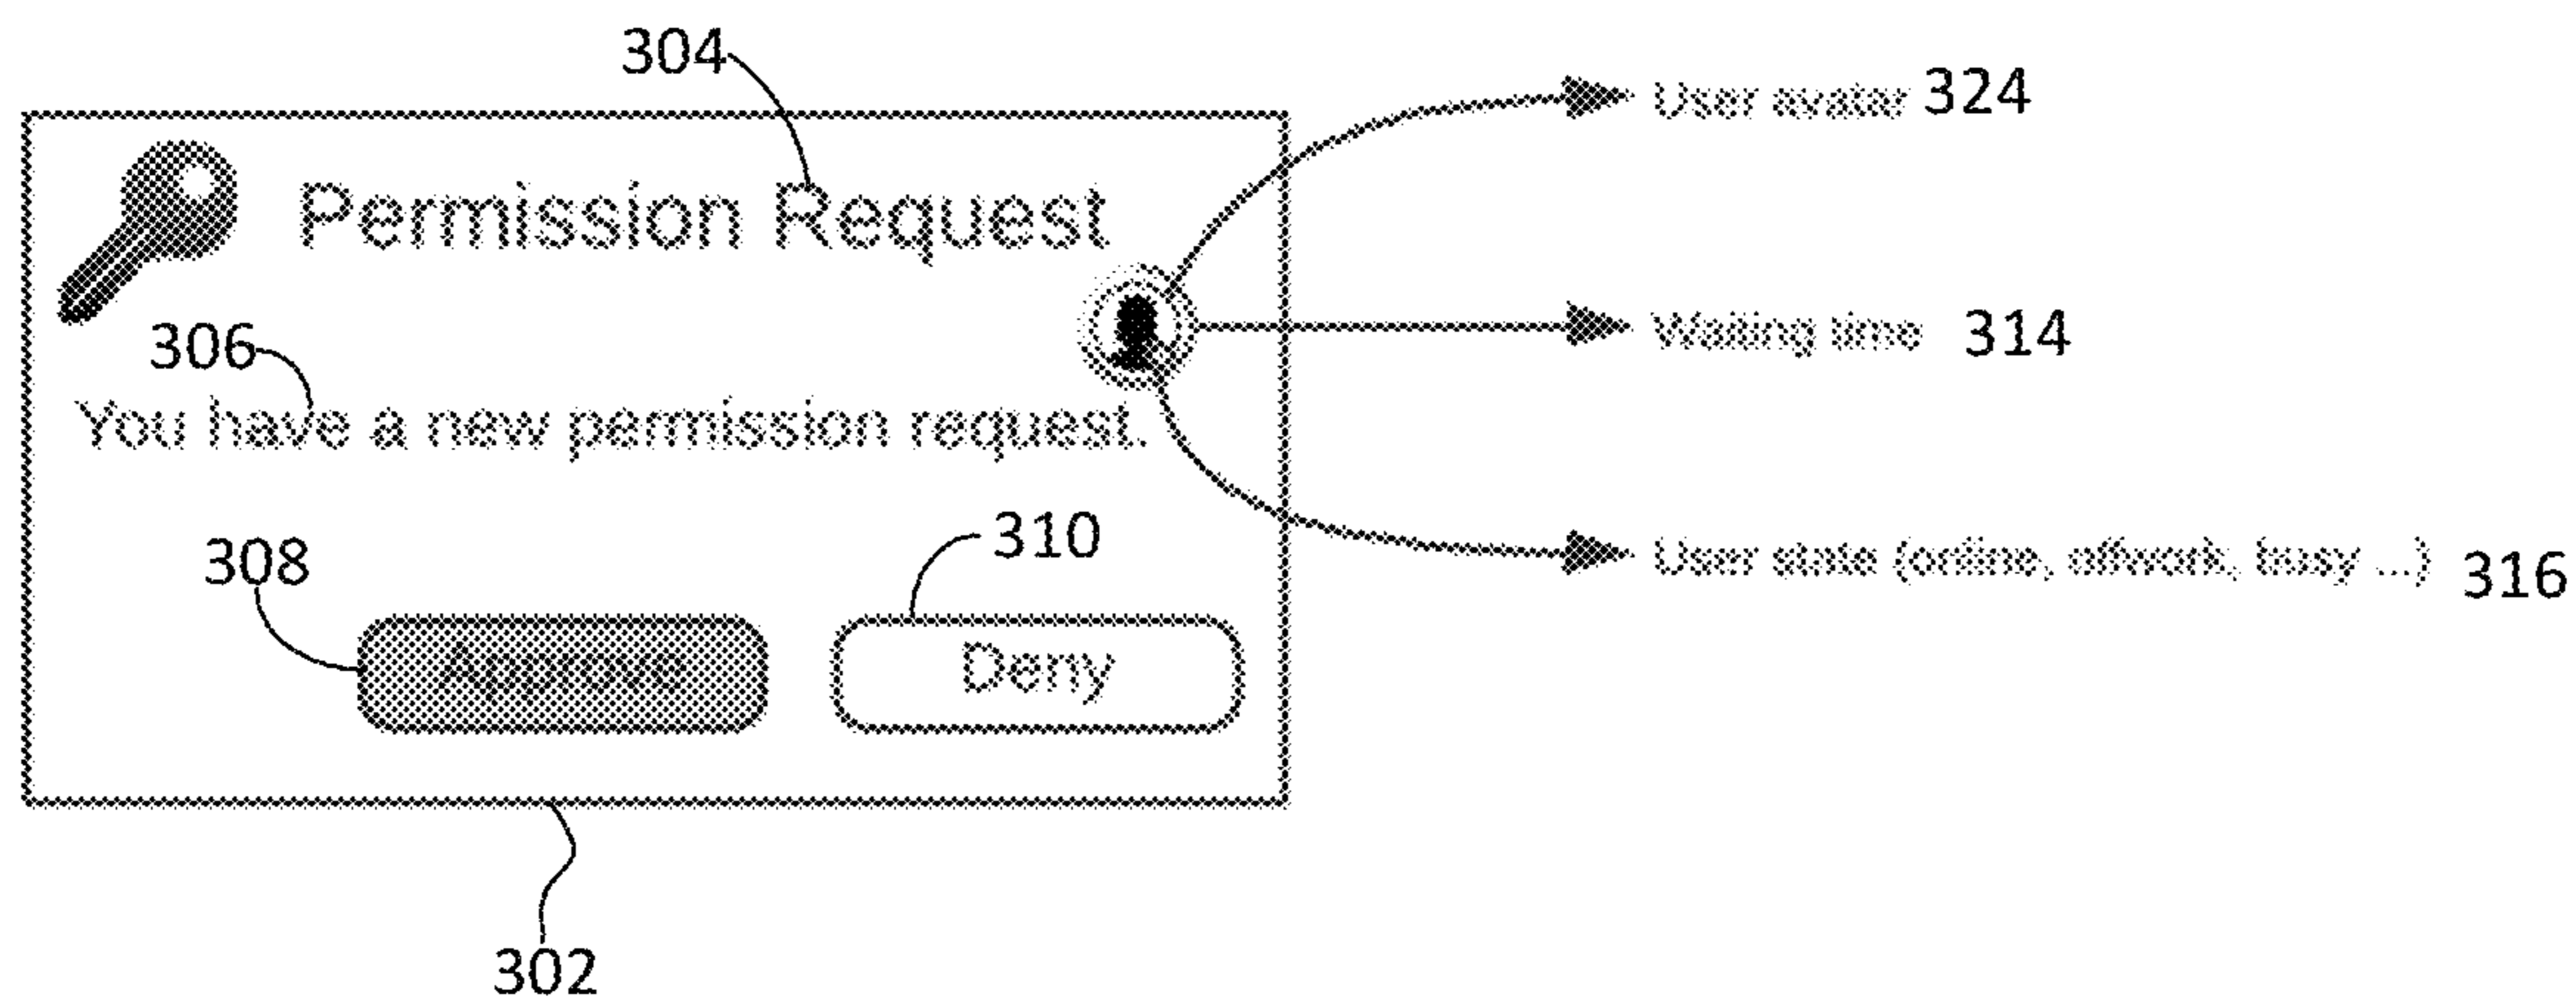 304
User avatar 324
Permission Request
Waiting time 314
306
You have a new permission request.
310
308
User state (online, offwork, busy ...) 316
Approve
Deny
302